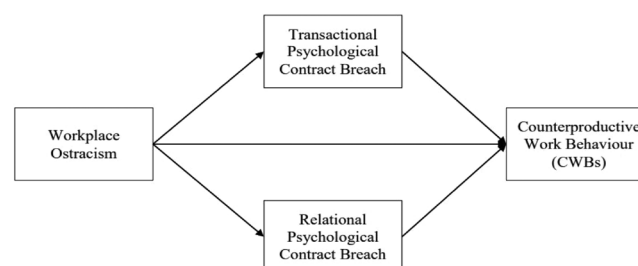 Transactional
Psychological
Contract Breach
Workplace
Ostracism
Counterproductive
Work Behaviour
(CWBs)
Relational
Psychological
Contract Breach